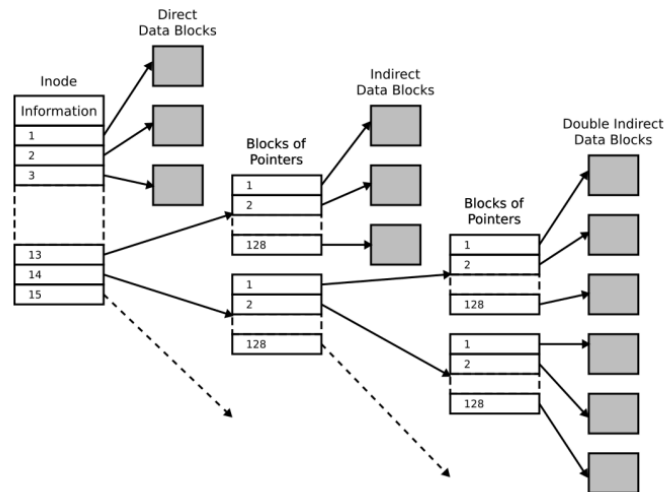 Direct
Data Blocks
Inode
Information
1
2
3
13
14
15
Blocks of
Pointers
1
2
128
1
2
128
Indirect
Data Blocks
Blocks of
Pointers
1
2
128
1
2
128
Double Indirect
Data Blocks